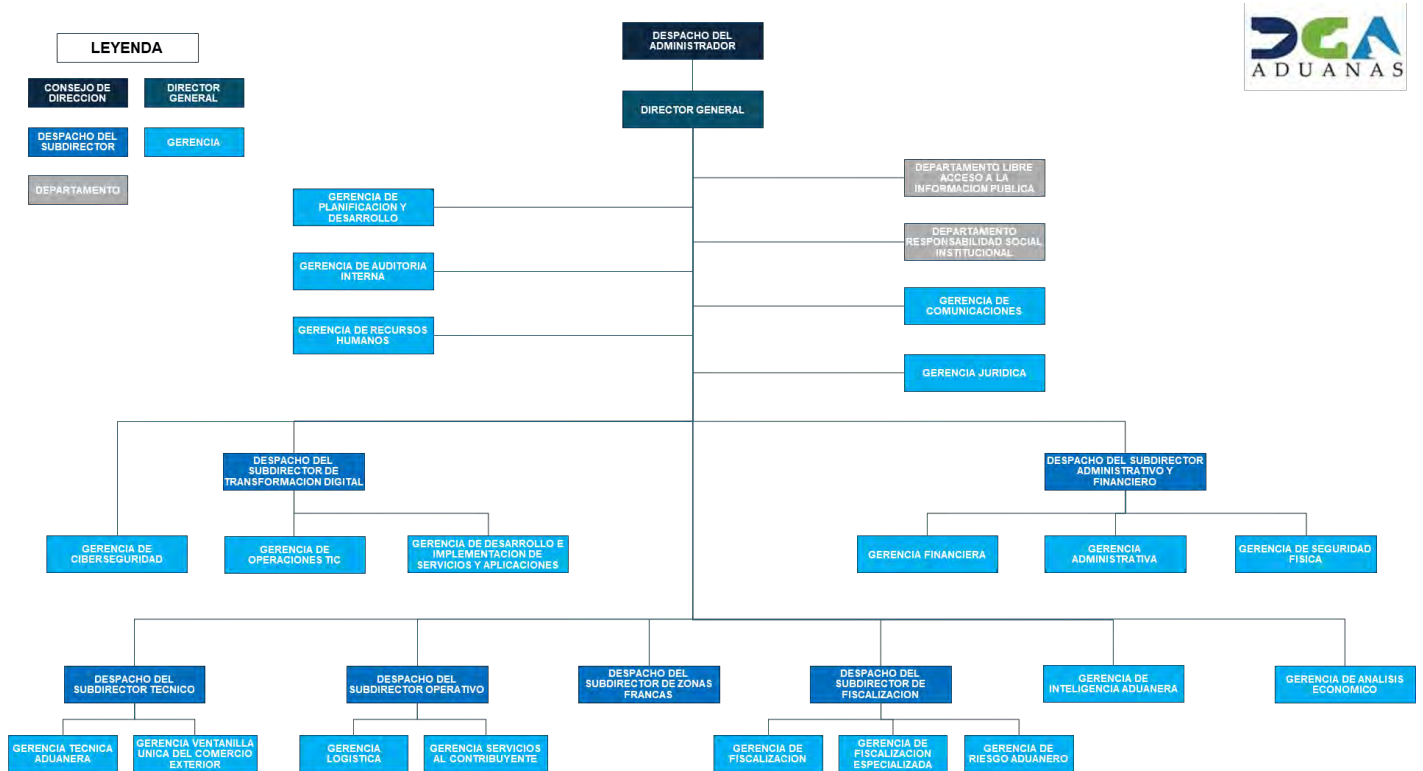 LEYENDA
CONSEJO DE
DIRECCION
DIRECTOR
GENERAL
DESPACHO DEL
SUBDIRECTOR
GERENCIA
DEPARTAMENTO
DESPACHO DEL
ADMINISTRADOR
DIRECTOR GENERAL
DGA
ADUANAS
DEPARTAMENTO LIBRE
ACCESO A LA
INFORMACION PUBLICA
GERENCIA DE
PLANIFICACION Y
DESARROLLO
DEPARTAMENTO
RESPONSABILIDAD SOCIAL
INSTITUCIONAL
GERENCIA DE AUDITORIA
INTERNA
GERENCIA DE
COMUNICACIONES
GERENCIA DE RECURSOS
HUMANOS
GERENCIA JURIDICA
DESPACHO DEL
SUBDIRECTOR DE
TRANSFORMACION DIGITAL
DESPACHO DEL SUBDIRECTOR
ADMINISTRATIVO Y
FINANCIERO
GERENCIA DE
CIBERSEGURIDAD
GERENCIA DE
OPERACIONES TIC
GERENCIA DE DESARROLLO E
IMPLEMENTACION DE
SERVICIOS Y APLICACIONES
GERENCIA FINANCIERA
GERENCIA
ADMINISTRATIVA
GERENCIA DE SEGURIDAD
FISICA
DESPACHO DEL
SUBDIRECTOR TECNICO
DESPACHO DEL
SUBDIRECTOR OPERATIVO
DESPACHO DEL
SUBDIRECTOR DE ZONAS
FRANCAS
DESPACHO DEL
SUBDIRECTOR DE
FISCALIZACION
GERENCIA DE
INTELIGENCIA ADUANERA
GERENCIA DE ANALISIS
ECONOMICO
GERENCIA TECNICA
ADUANERA
GERENCIA VENTANILLA
UNICA DEL COMERCIO
EXTERIOR
GERENCIA
LOGISTICA
GERENCIA SERVICIOS
AL CONTRIBUYENTE
GERENCIA DE
FISCALIZACION
GERENCIA DE
FISCALIZACION
ESPECIALIZADA
GERENCIA DE
RIESGO ADUANERO